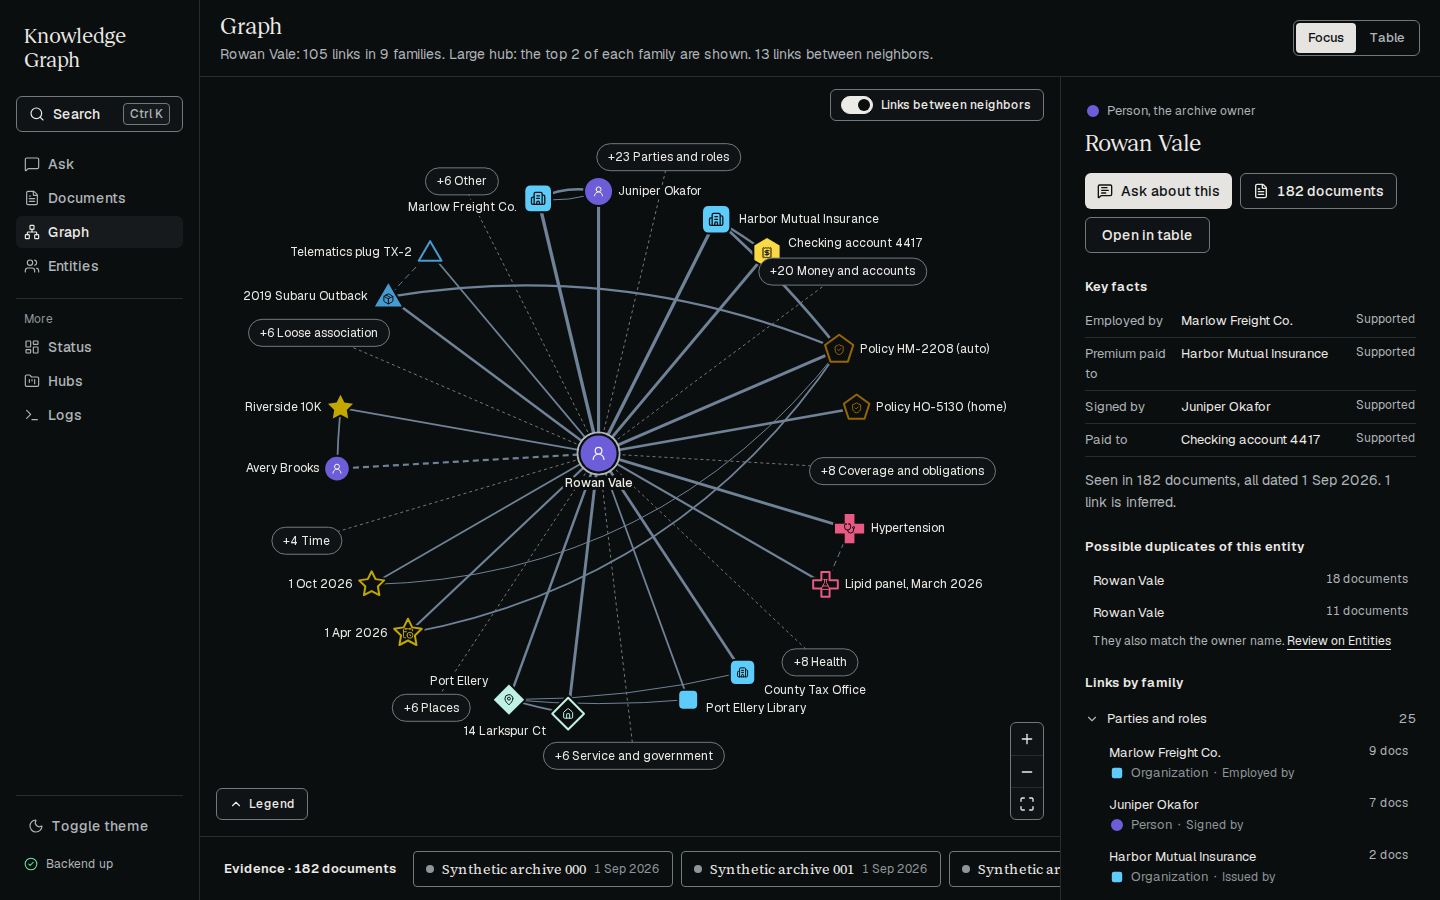 Knowledge
Graph
Search
Ctrl K
Ask
Documents
Graph
Entities
More
Status
Hubs
Logs
Toggle theme
Backend up
Graph
Rowan Vale: 105 links in 9 families. Large hub: the top 2 of each family are shown. 13 links between neighbors.
Focus
Table
Links between neighbors
+23 Parties and roles
+6 Other
Marlow Freight Co.
Juniper Okafor
Harbor Mutual Insurance
Checking account 4417
+20 Money and accounts
Telematics plug TX-2
2019 Subaru Outback
+6 Loose association
Policy HM-2208 (auto)
Riverside 10K
Policy HO-5130 (home)
Avery Brooks
+8 Coverage and obligations
Rowan Vale
Hypertension
+4 Time
1 Oct 2026
Lipid panel, March 2026
1 Apr 2026
+8 Health
Port Ellery
County Tax Office
+6 Places
Port Ellery Library
14 Larkspur Ct
+6 Service and government
Legend
Evidence · 182 documents
Synthetic archive 000 1 Sep 2026
Synthetic archive 001 1 Sep 2026
Synthetic ar
Person, the archive owner
Rowan Vale
Ask about this
182 documents
Open in table
Key facts
Employed by Marlow Freight Co. Supported
Premium paid Harbor Mutual Insurance Supported
to
Signed by Juniper Okafor Supported
Paid to Checking account 4417 Supported
Seen in 182 documents, all dated 1 Sep 2026. 1
link is inferred.
Possible duplicates of this entity
Rowan Vale 18 documents
Rowan Vale 11 documents
They also match the owner name. Review on Entities
Links by family
Parties and roles 25
Marlow Freight Co. 9 docs
Organization · Employed by
Juniper Okafor 7 docs
Person · Signed by
Harbor Mutual Insurance 2 docs
Organization · Issued by